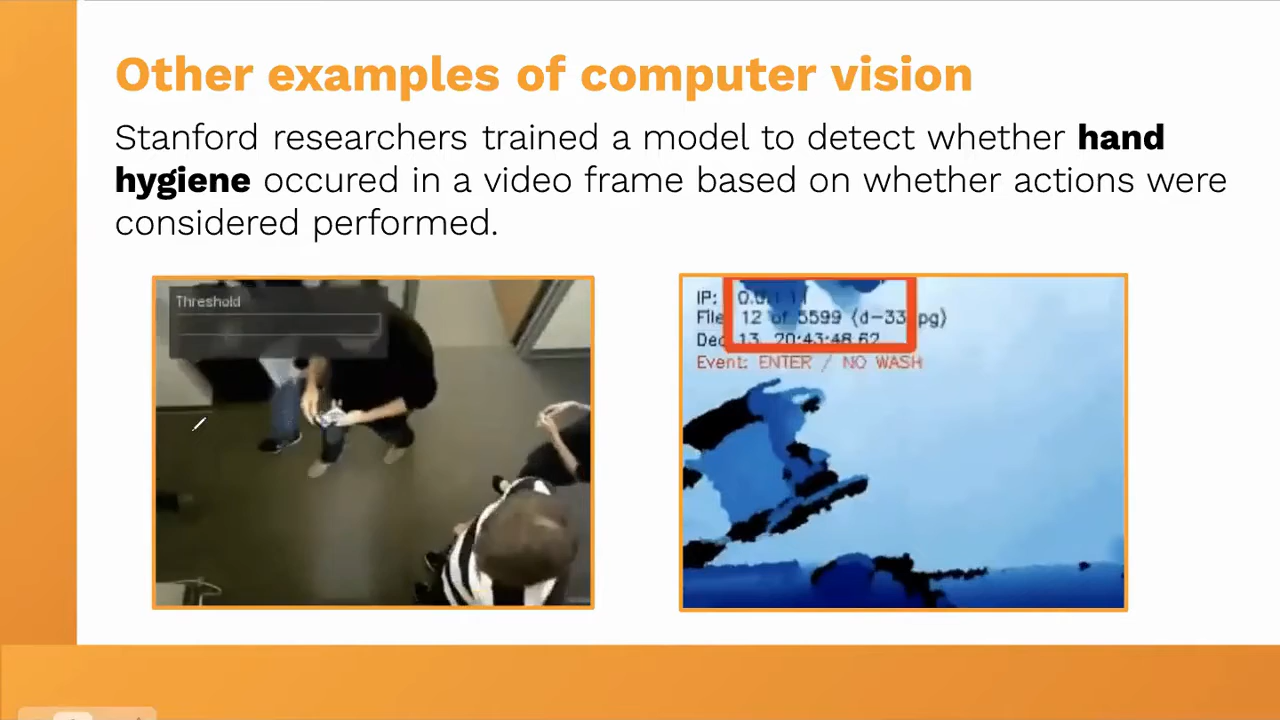 Other examples of computer vision
Stanford researchers trained a model to detect whether hand
hygiene occured in a video frame based on whether actions were
considered performed.
Threshold
IP:
File 12 of 5599 (d-33 pg)
Dec 13, 20:43:48.62
Event: ENTER / NO WASH